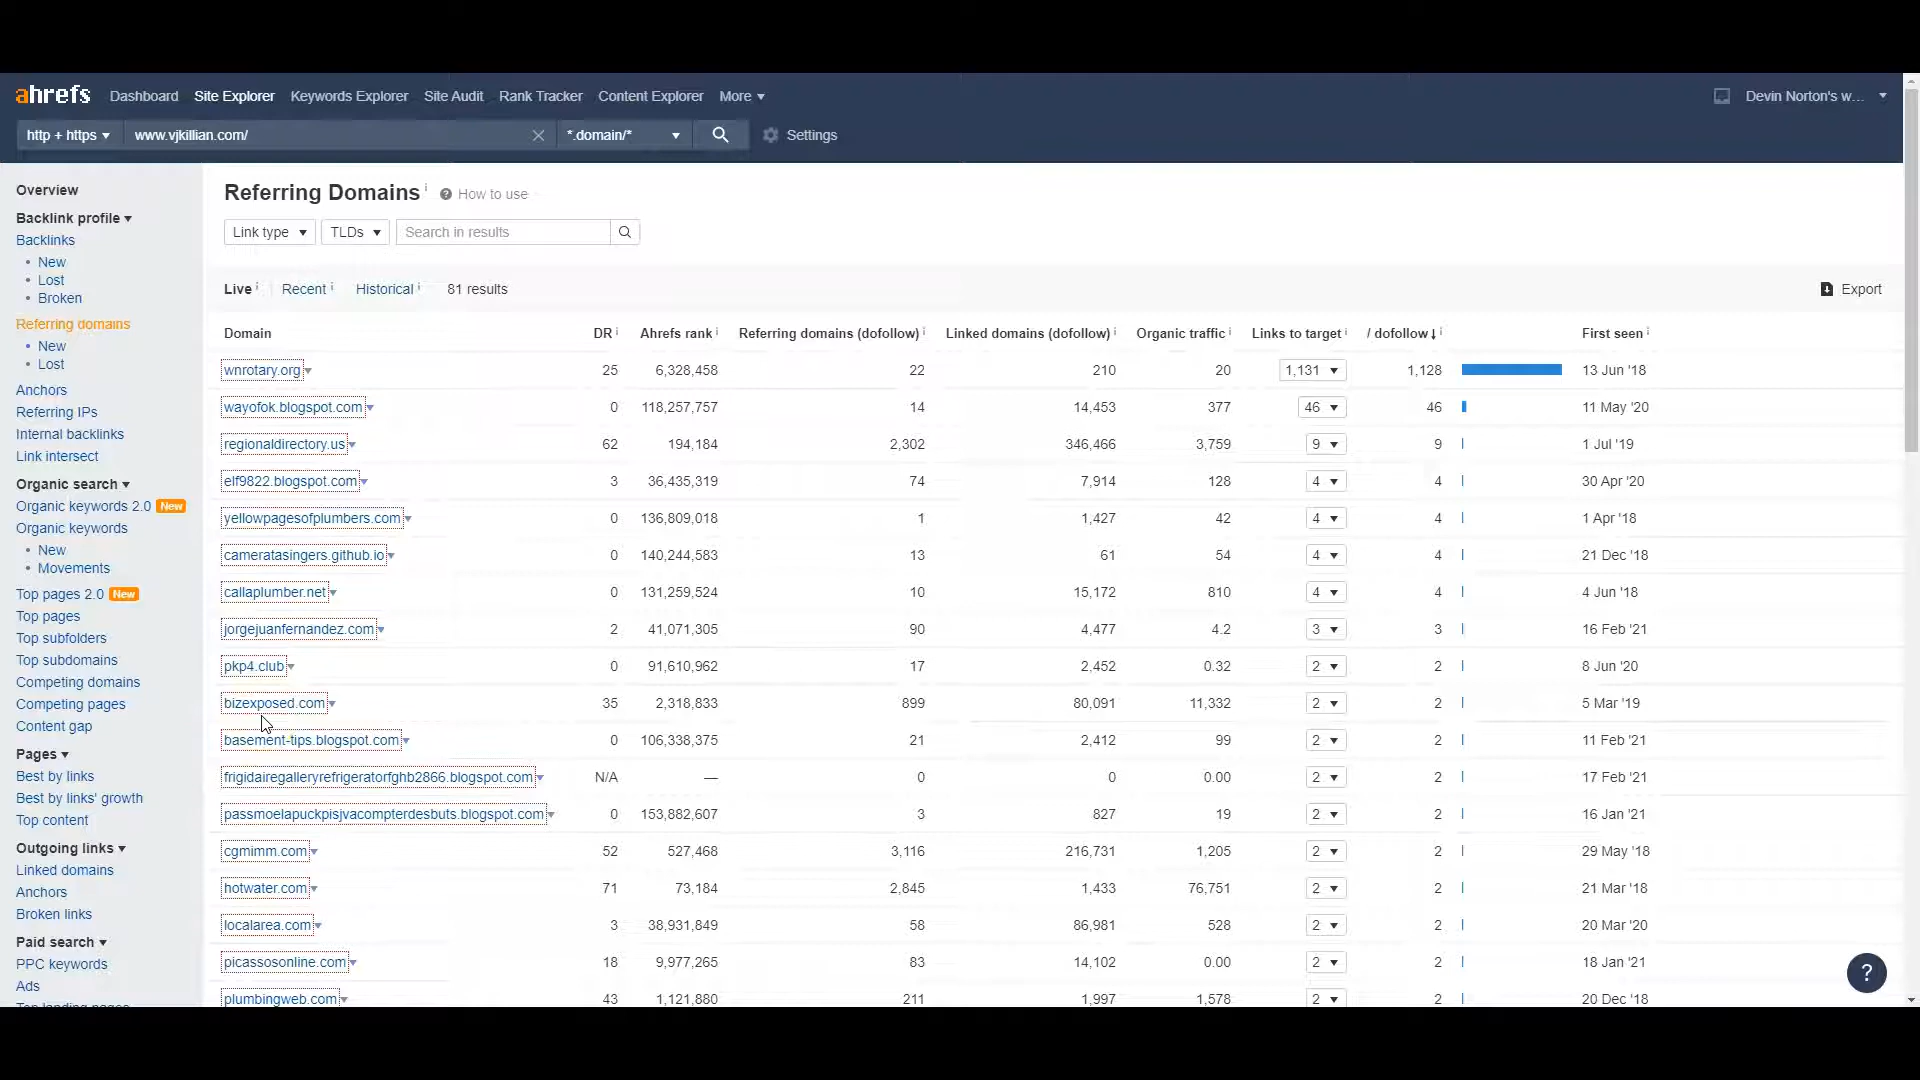 ahrefs Dashboard Site Explorer Keywords Explorer Site Audit Rank Tracker Content Explorer More Devin Norton's w...
http + https www.vjkillian.com/ *.domain/* Settings
Overview
Backlink profile
Backlinks
New
Lost
Broken
Referring domains
New
Lost
Anchors
Referring IPs
Internal backlinks
Link intersect
Organic search
Organic keywords 2.0 New
Organic keywords
New
Movements
Top pages 2.0 New
Top pages
Top subfolders
Top subdomains
Competing domains
Competing pages
Content gap
Pages
Best by links
Best by links' growth
Top content
Outgoing links
Linked domains
Anchors
Broken links
Paid search
PPC keywords
Ads
Top landing pages
Referring Domains i ? How to use
Link type TLDs Search in results
Live i Recent i Historical i 81 results Export
Domain DR i Ahrefs rank i Referring domains (dofollow) i Linked domains (dofollow) i Organic traffic i Links to target i / dofollow ↓ i First seen i
wnrotary.org 25 6,328,458 22 210 20 1,131 1,128 13 Jun '18
wayofok.blogspot.com 0 118,257,757 14 14,453 377 46 46 11 May '20
regionaldirectory.us 62 194,184 2,302 346,466 3,759 9 9 1 Jul '19
elf9822.blogspot.com 3 36,435,319 74 7,914 128 4 4 30 Apr '20
yellowpagesofplumbers.com 0 136,809,018 1 1,427 42 4 4 1 Apr '18
cameratasingers.github.io 0 140,244,583 13 61 54 4 4 21 Dec '18
callaplumber.net 0 131,259,524 10 15,172 810 4 4 4 Jun '18
jorgejuanfernandez.com 2 41,071,305 90 4,477 4.2 3 3 16 Feb '21
pkp4.club 0 91,610,962 17 2,452 0.32 2 2 8 Jun '20
bizexposed.com 35 2,318,833 899 80,091 11,332 2 2 5 Mar '19
basement-tips.blogspot.com 0 106,338,375 21 2,412 99 2 2 11 Feb '21
frigidairegalleryrefrigeratorfghb2866.blogspot.com N/A — 0 0 0.00 2 2 17 Feb '21
passmoelapuckpisjvacompterdesbuts.blogspot.com 0 153,882,607 3 827 19 2 2 16 Jan '21
cgmimm.com 52 527,468 3,116 216,731 1,205 2 2 29 May '18
hotwater.com 71 73,184 2,845 1,433 76,751 2 2 21 Mar '18
localarea.com 3 38,931,849 58 86,981 528 2 2 20 Mar '20
picassosonline.com 18 9,977,265 83 14,102 0.00 2 2 18 Jan '21
plumbingweb.com 43 1,121,880 211 1,997 1,578 2 2 20 Dec '18
?